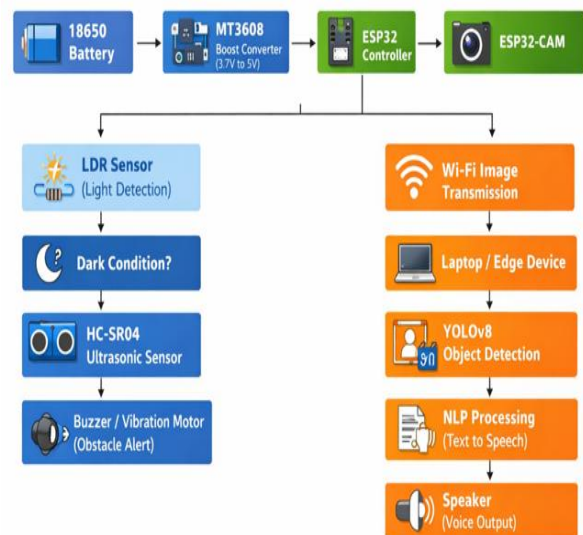 18650
Battery
MT3608
Boost Converter
(3.7V to 5V)
ESP32
Controller
ESP32-CAM
LDR Sensor
(Light Detection)
Dark Condition?
HC-SR04
Ultrasonic Sensor
Buzzer / Vibration Motor
(Obstacle Alert)
Wi-Fi Image
Transmission
Laptop / Edge Device
YOLOv8
Object Detection
NLP Processing
(Text to Speech)
Speaker
(Voice Output)